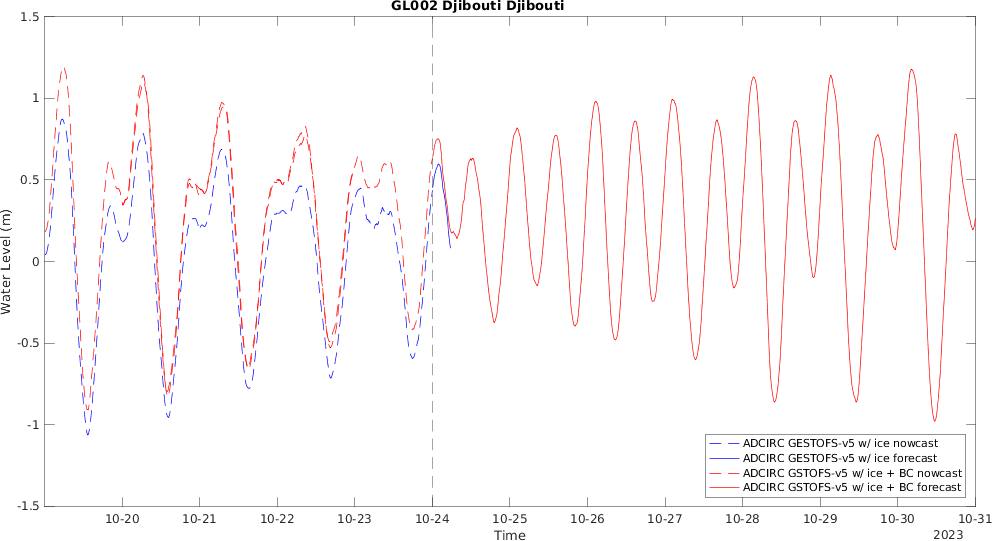 GL002 Djibouti Djibouti
Water Level (m)
1.5
1
0.5
0
-0.5
-1
-1.5
ADCIRC GESTOFS-v5 w/ ice nowcast
ADCIRC GESTOFS-v5 w/ ice forecast
ADCIRC GSTOFS-v5 w/ ice + BC nowcast
ADCIRC GSTOFS-v5 w/ ice + BC forecast
10-20 10-21 10-22 10-23 10-24 10-25 10-26 10-27 10-28 10-29 10-30 10-31
Time
2023